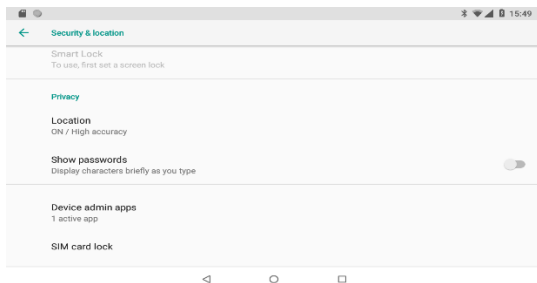 15:49
Security & location
Smart Lock
To use, first set a screen lock
Privacy
Location
ON / High accuracy
Show passwords
Display characters briefly as you type
Device admin apps
1 active app
SIM card lock